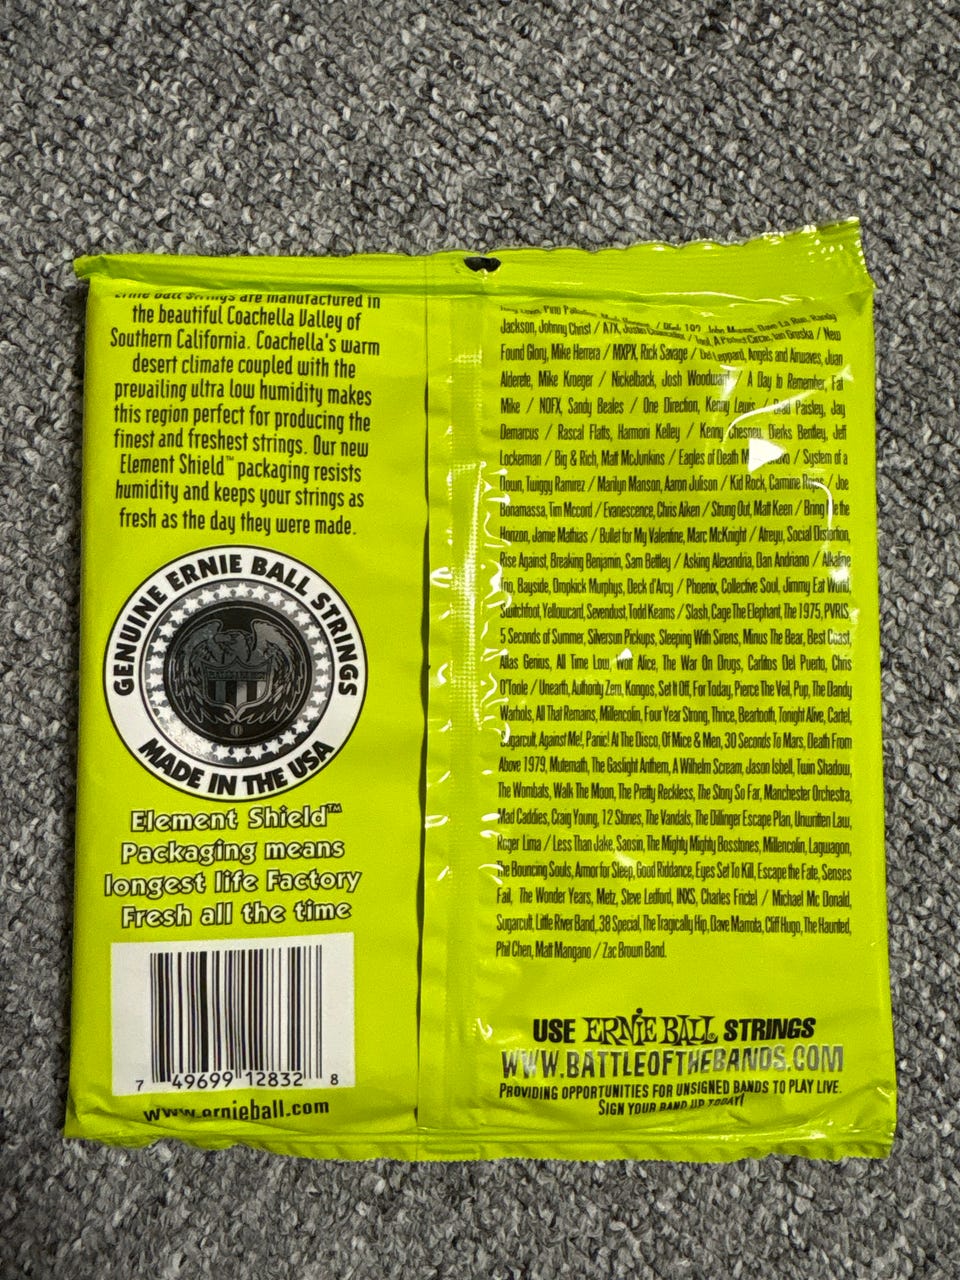 Ernie Ball Strings are manufactured in
the beautiful Coachella Valley of
Southern California. Coachella's warm
desert climate coupled with the
prevailing ultra low humidity makes
this region perfect for producing the
finest and freshest strings. Our new
Element Shield™ packaging resists
humidity and keeps your strings as
fresh as the day they were made.
GENUINE ERNIE BALL STRINGS
MADE IN THE USA
Element Shield™
Packaging means
longest life Factory
Fresh all the time
7 49699 12832 8
www.ernieball.com
Pino
Jackson, Johnny Christ / A7X, Justin / Tool, A Perfect Circle, / New
Found Glory, Mike Herrera / MXPX, Rick Savage / Def Leppard, Angels and Airwaves, Juan
Alderete, Mike Kroeger / Nickelback, Josh Woodward / A Day to Remember, Fat
Mike / NOFX, Sandy Beales / One Direction, Kenny Lewis / Brad Paisley, Jay
Demarcus / Rascal Flatts, Harmoni Kelley / Kenny Chesney, Dierks Bentley, Jeff
Lockerman / Big & Rich, Matt McJunkins / Eagles of Death / System of a
Down, Twiggy Ramirez / Marilyn Manson, Aaron Julison / Kid Rock, Carmine Rojas / Joe
Bonamassa, Tim Mccord / Evanescence, Chris Aiken / Strung Out, Matt Keen / Bring Me the
Horizon, Jamie Mathias / Bullet for My Valentine, Marc McKnight / Atreyu, Social Distortion,
Rise Against, Breaking Benjamin, Sam Bettley / Asking Alexandria, Dan Andriano / Alkaline
Trio, Bayside, Dropkick Murphys, Deck d'Arcy / Phoenix, Collective Soul, Jimmy Eat World,
Switchfoot, Yellowcard, Sevendust, Todd Kearns / Slash, Cage The Elephant, The 1975, PVRIS,
5 Seconds of Summer, Silversun Pickups, Sleeping With Sirens, Minus The Bear, Best Coast,
Alias Genius, All Time Low, Wolf Alice, The War On Drugs, Carlitos Del Puerto, Chris
O'Toole / Unearth, Authority Zero, Kongos, Set It Off, For Today, Pierce The Veil, Pup, The Dandy
Warhols, All That Remains, Millencolin, Four Year Strong, Thrice, Beartooth, Tonight Alive, Cartel,
Sugarcult, Against Me!, Panic! At The Disco, Of Mice & Men, 30 Seconds To Mars, Death From
Above 1979, Mutemath, The Gaslight Anthem, A Wilhelm Scream, Jason Isbell, Twin Shadow,
The Wombats, Walk The Moon, The Pretty Reckless, The Story So Far, Manchester Orchestra,
Mad Caddies, Craig Young, 12 Stones, The Vandals, The Dillinger Escape Plan, Unwritten Law,
Roger Lima / Less Than Jake, Saosin, The Mighty Mighty Bosstones, Millencolin, Lagwagon,
The Bouncing Souls, Armor for Sleep, Good Riddance, Eyes Set To Kill, Escape the Fate, Senses
Fail, The Wonder Years, Metz, Steve Ledford, INXS, Charles Frictel / Michael Mc Donald,
Sugarcult, Little River Band, .38 Special, The Tragically Hip, Dave Marotta, Cliff Hugo, The Haunted,
Phil Chen, Matt Mangano / Zac Brown Band.
USE ERNIE BALL STRINGS
WWW.BATTLEOFTHEBANDS.COM
PROVIDING OPPORTUNITIES FOR UNSIGNED BANDS TO PLAY LIVE.
SIGN YOUR BAND UP TODAY!